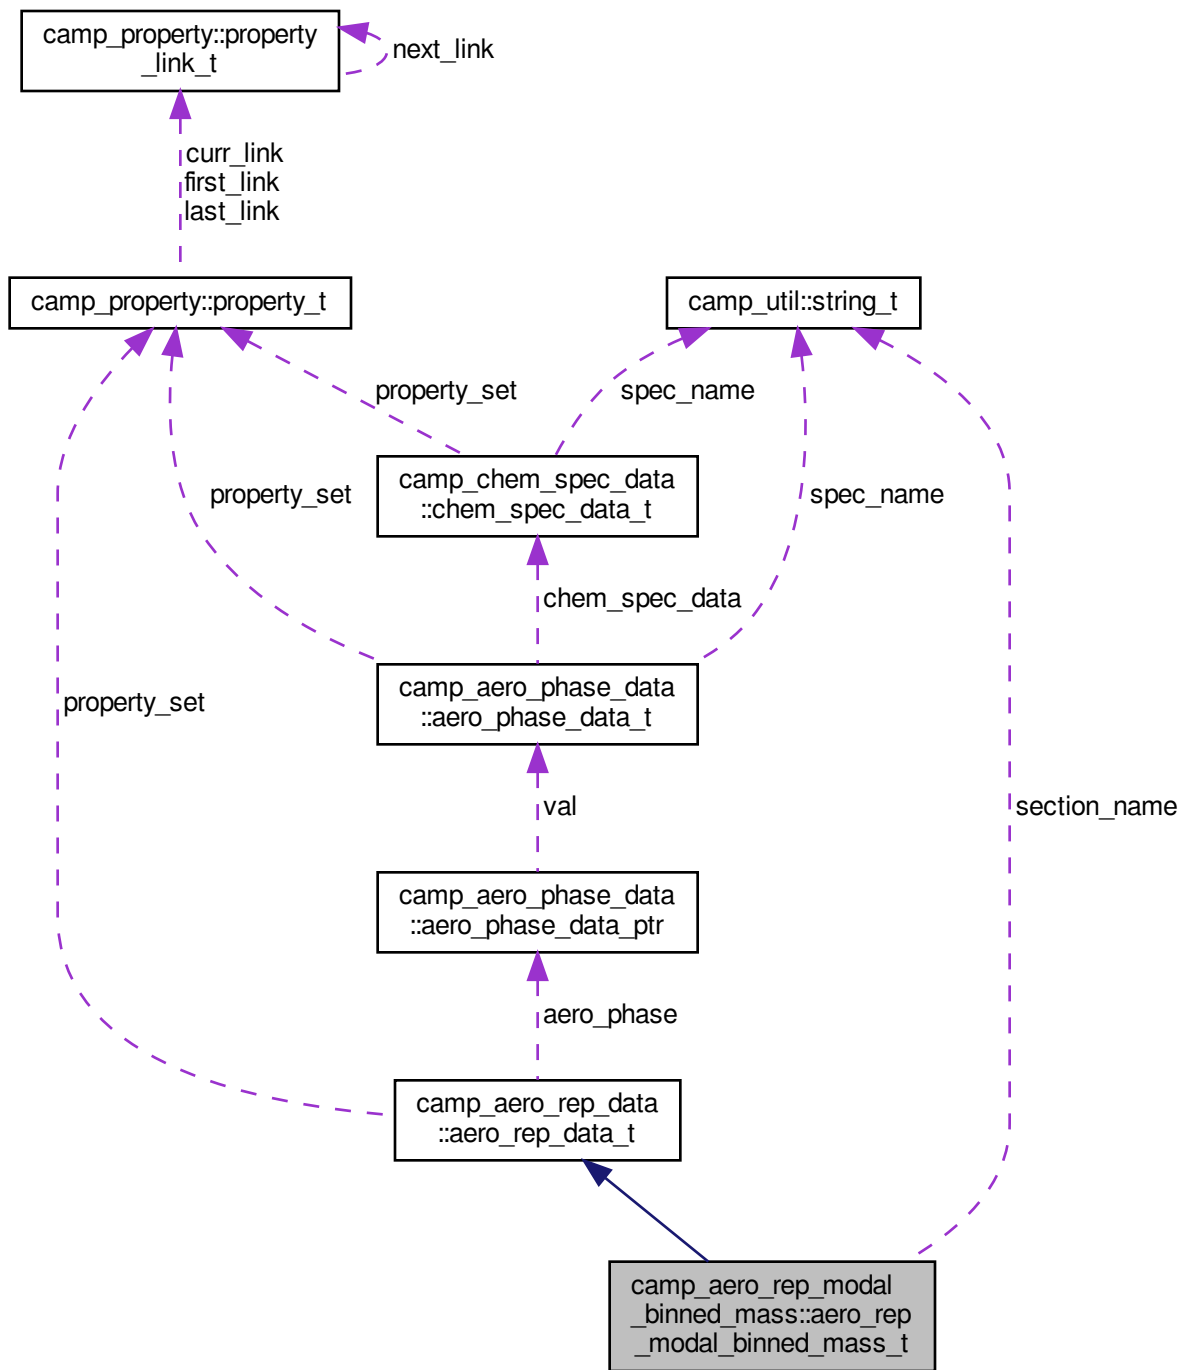 camp_property::property
_link_t
next_link
curr_link
first_link
last_link
camp_property::property_t
camp_util::string_t
property_set
spec_name
camp_chem_spec_data
::chem_spec_data_t
property_set
spec_name
chem_spec_data
camp_aero_phase_data
::aero_phase_data_t
property_set
val
section_name
camp_aero_phase_data
::aero_phase_data_ptr
aero_phase
camp_aero_rep_data
::aero_rep_data_t
camp_aero_rep_modal
_binned_mass::aero_rep
_modal_binned_mass_t